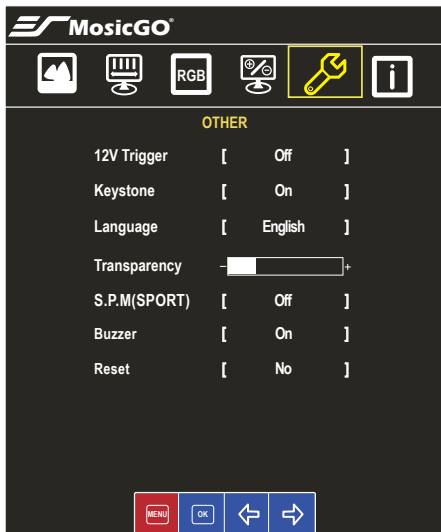 MosicGO®
RGB
i
OTHER
12V Trigger [ Off ]
Keystone [ On ]
Language [ English ]
Transparency - +
S.P.M(SPORT) [ Off ]
Buzzer [ On ]
Reset [ No ]
MENU OK